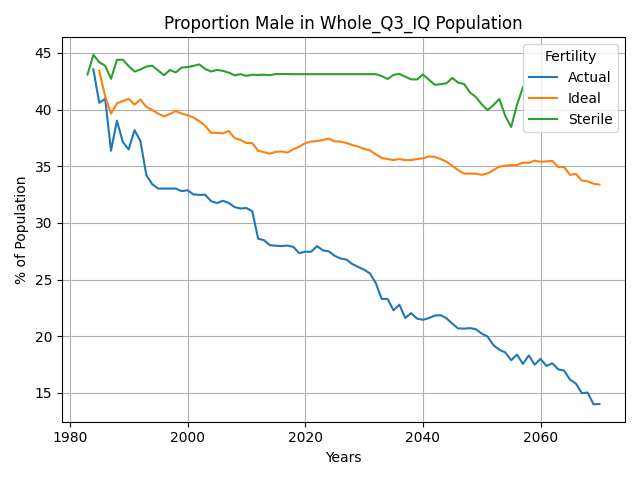 Proportion Male in Whole_Q3_IQ Population
% of Population
45
40
35
30
25
20
15
Fertility
Actual
Ideal
Sterile
1980 2000 2020 2040 2060
Years